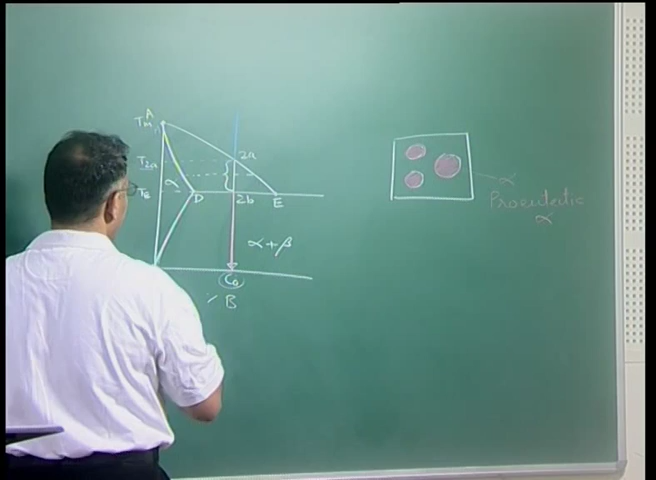 A
Tm
T2a
2a
α
TE
D
2b
E
α + β
C0
% B
α
Proeutectic
α